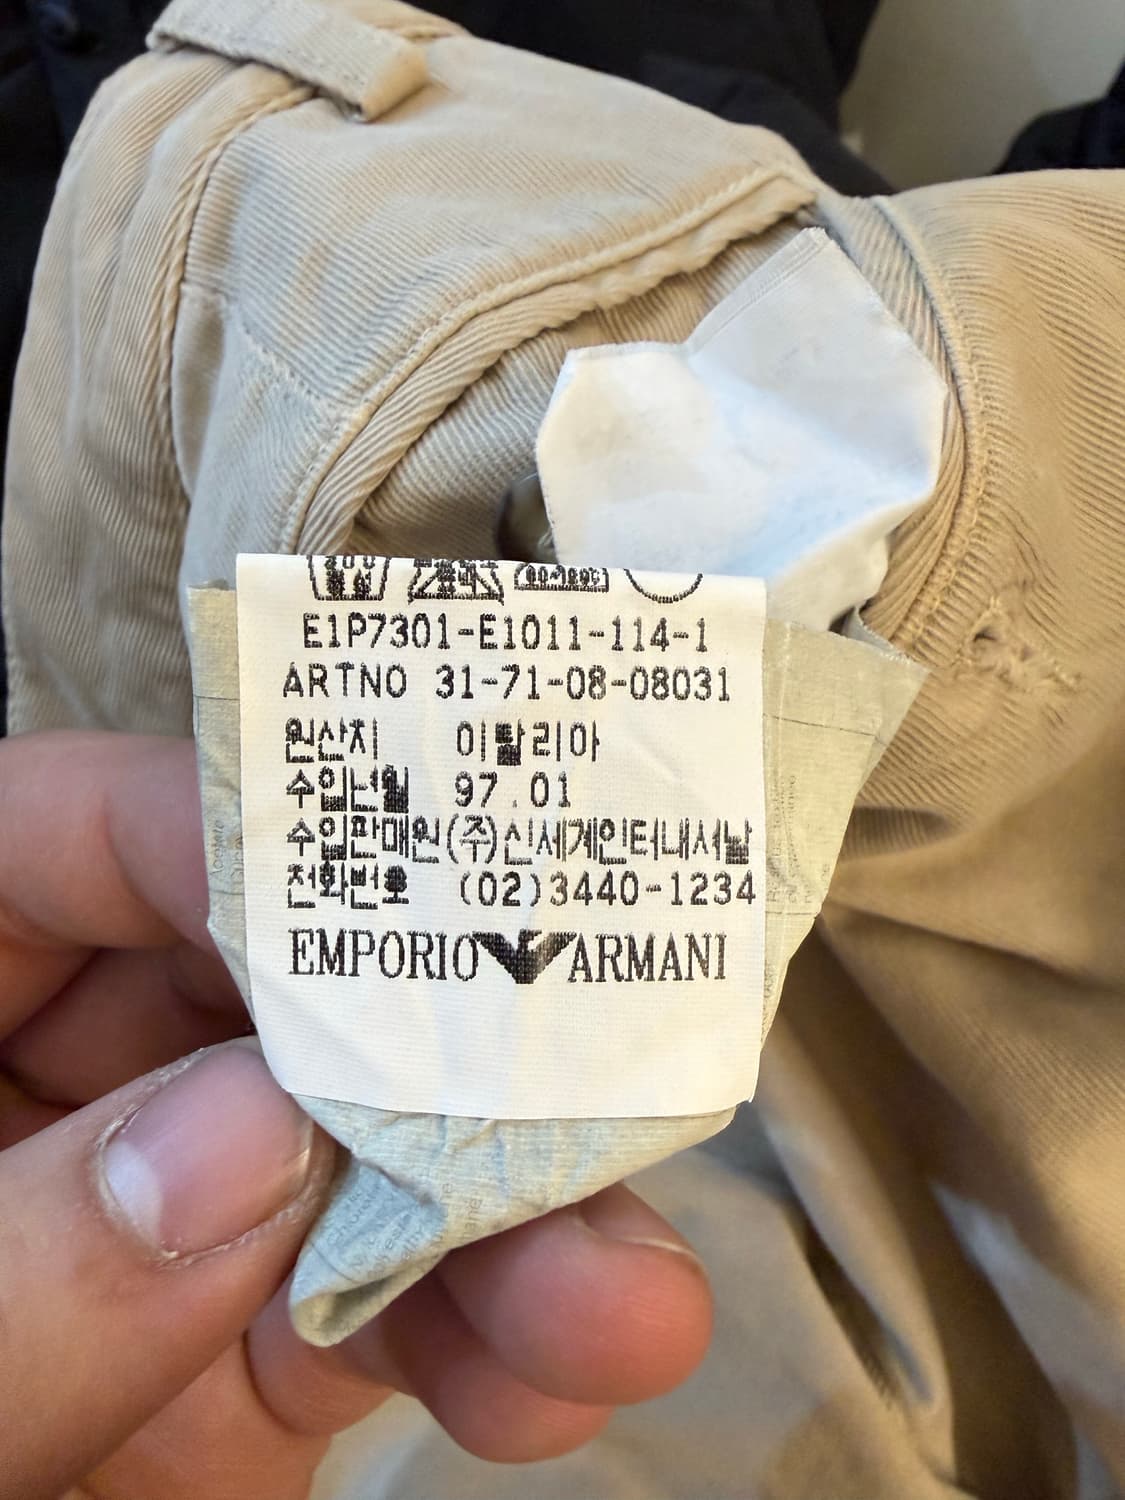 E1P7301-E1011-114-1
ARTNO 31-71-08-08031
원산지 이탈리아
수입년월 97.01
수입판매원(주)신세계인터내셔날
전화번호 (02)3440-1234
EMPORIO ARMANI